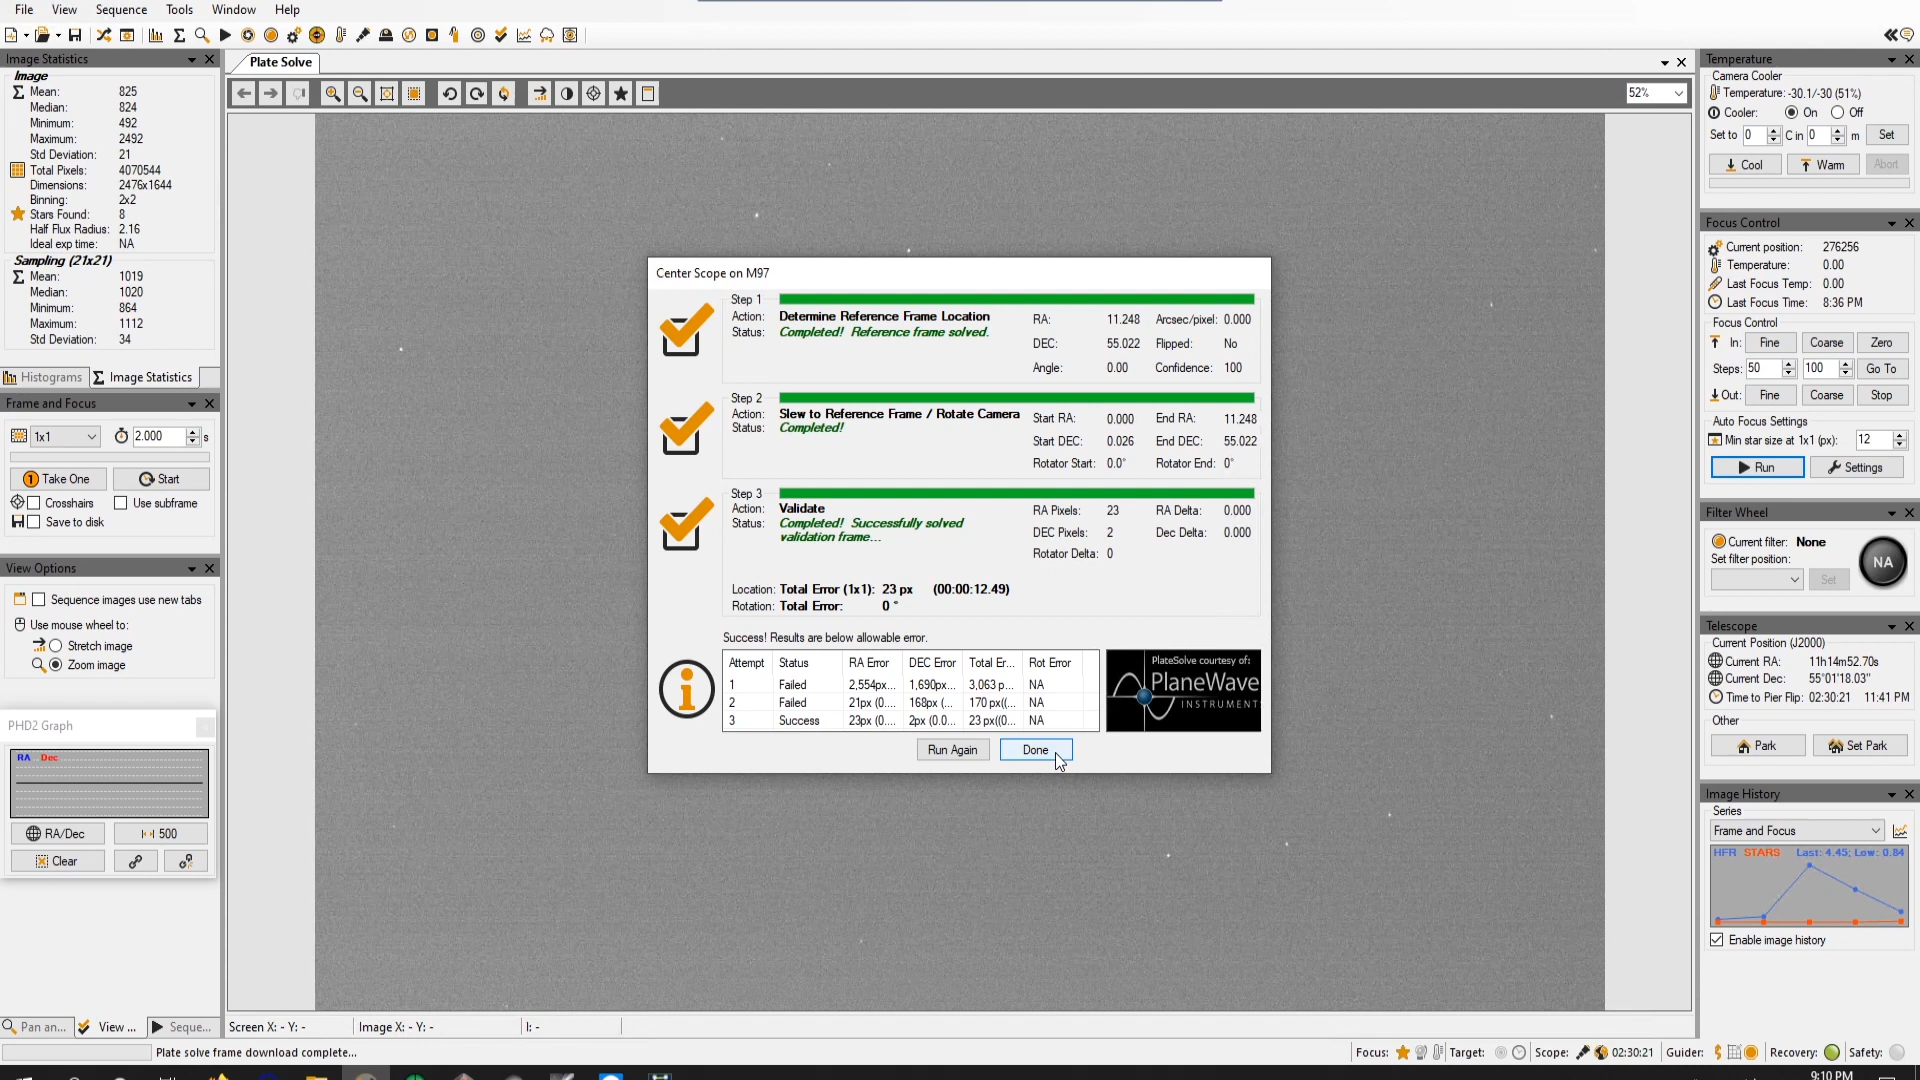 File View Sequence Tools Window Help
Image Statistics
Image
Mean: 825
Median: 824
Minimum: 492
Maximum: 2492
Std Deviation: 21
Total Pixels: 4070544
Dimensions: 2476x1644
Binning: 2x2
Stars Found: 8
Half Flux Radius: 2.16
Ideal exp time: NA
Sampling (21x21)
Mean: 1019
Median: 1020
Minimum: 864
Maximum: 1112
Std Deviation: 34
Histograms Image Statistics
Frame and Focus
1x1 2.000 s
Take One Start
Crosshairs Use subframe
Save to disk
View Options
Sequence images use new tabs
Use mouse wheel to:
Stretch image
Zoom image
PHD2 Graph
RA Dec
RA/Dec 500
Clear
Pan an... View ... Seque...
Plate Solve
52%
Center Scope on M97
Step 1
Action: Determine Reference Frame Location
Status: Completed! Reference frame solved.
RA: 11.248 Arcsec/pixel: 0.000
DEC: 55.022 Flipped: No
Angle: 0.00 Confidence: 100
Step 2
Action: Slew to Reference Frame / Rotate Camera
Status: Completed!
Start RA: 0.000 End RA: 11.248
Start DEC: 0.026 End DEC: 55.022
Rotator Start: 0.0° Rotator End: 0°
Step 3
Action: Validate
Status: Completed! Successfully solved
validation frame...
RA Pixels: 23 RA Delta: 0.000
DEC Pixels: 2 Dec Delta: 0.000
Rotator Delta: 0
Location: Total Error (1x1): 23 px (00:00:12.49)
Rotation: Total Error: 0 °
Success! Results are below allowable error.
Attempt Status RA Error DEC Error Total Er... Rot Error
1 Failed 2,554px... 1,690px... 3,063 p... NA
2 Failed 21px (0.... 168px (... 170 px((... NA
3 Success 23px (0.... 2px (0.0... 23 px((0... NA
PlateSolve courtesy of:
PlaneWave
INSTRUMENT
Run Again Done
Screen X: - Y: - Image X: - Y: - I: -
Temperature
Camera Cooler
Temperature: -30.1/-30 (51%)
Cooler: On Off
Set to 0 C in 0 m Set
Cool Warm Abort
Focus Control
Current position: 276256
Temperature: 0.00
Last Focus Temp: 0.00
Last Focus Time: 8:36 PM
Focus Control
In: Fine Coarse Zero
Steps: 50 100 Go To
Out: Fine Coarse Stop
Auto Focus Settings
Min star size at 1x1 (px): 12
Run Settings
Filter Wheel
Current filter: None
Set filter position:
Set
NA
Telescope
Current Position (J2000)
Current RA: 11h14m52.70s
Current Dec: 55°01'18.03"
Time to Pier Flip: 02:30:21 11:41 PM
Other
Park Set Park
Image History
Series
Frame and Focus
HFR STARS Last: 4.45; Low: 0.84
Enable image history
Plate solve frame download complete...
Focus: Target: Scope: 02:30:21 Guider: Recovery: Safety:
9:10 PM